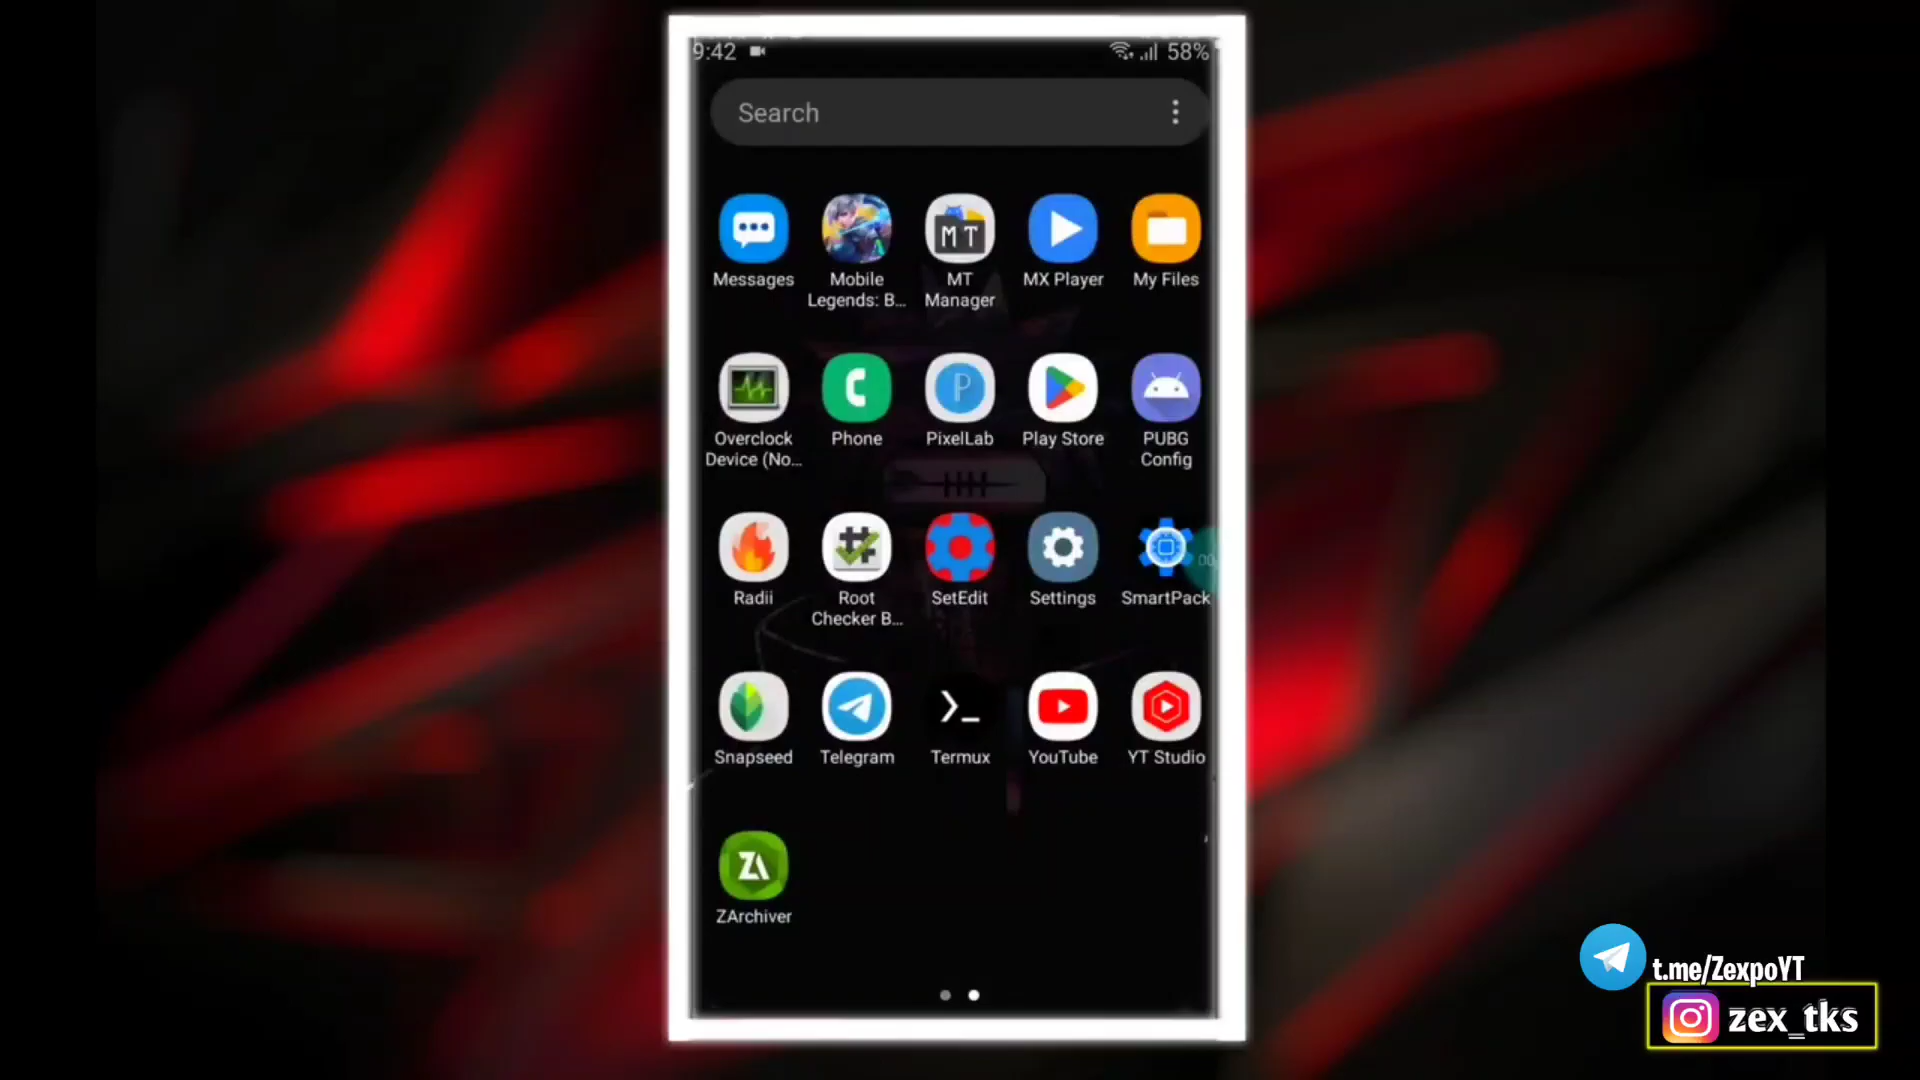 9:42
58%
Search
Messages
Mobile
Legends: B...
MT
Manager
MX Player
My Files
Overclock
Device (No...
Phone
PixelLab
Play Store
PUBG
Config
Radii
Root
Checker B...
SetEdit
Settings
SmartPack
00
Snapseed
Telegram
Termux
YouTube
YT Studio
ZArchiver
t.me/ZexpoYT
zex_tks